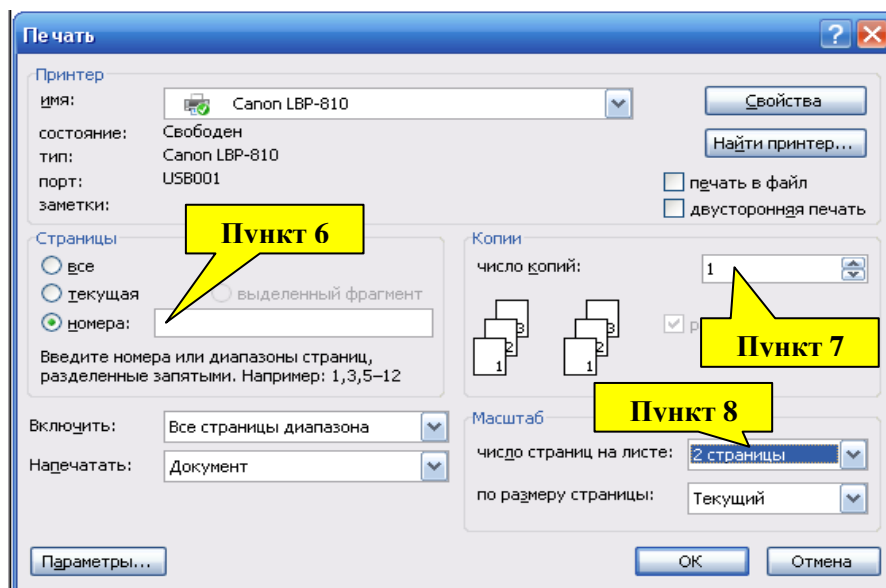 Печать
Принтер
имя: Canon LBP-810 Свойства
состояние: Свободен
тип: Canon LBP-810 Найти принтер...
порт: USB001 печать в файл
заметки: двусторонняя печать
Страницы Пункт 6 Копии
все число копий: 1
текущая выделенный фрагмент
номера:
Пункт 7
3 3
2 2
1 1
Введите номера или диапазоны страниц,
разделенные запятыми. Например: 1,3,5–12
Включить: Все страницы диапазона
Напечатать: Документ
Масштаб Пункт 8
число страниц на листе: 2 страницы
по размеру страницы: Текущий
Параметры... ОК Отмена